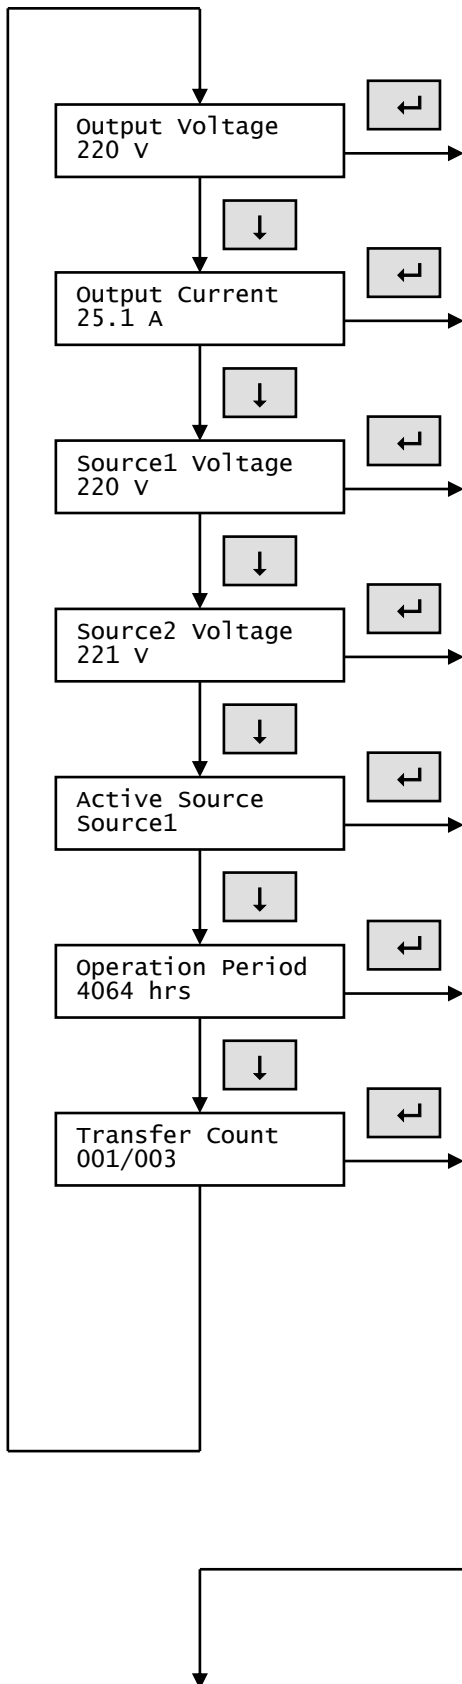 Output Voltage
220 V
Output Current
25.1 A
Source1 Voltage
220 V
Source2 Voltage
221 V
Active Source
Source1
Operation Period
4064 hrs
Transfer Count
001/003